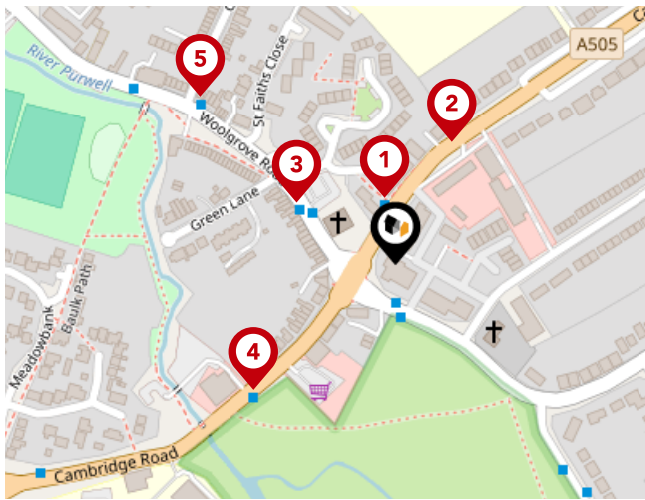 River Purwell
5
St Faiths Close
A505
2
Woolgrove Roa
3
1
Green Lane
Meadowbank
Baulk Path
4
Cambridge Road